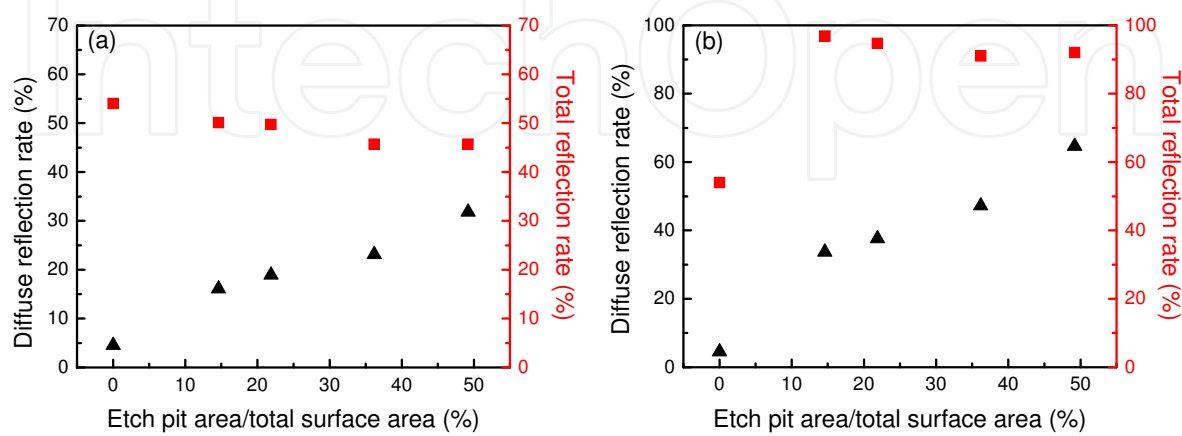 IntechOpen
(a)
Diffuse reflection rate (%)
70
60
50
40
30
20
10
0
0 10 20 30 40 50
Etch pit area/total surface area (%)
70
60
50
40
30
20
10
0
Total reflection rate (%)
(b)
Diffuse reflection rate (%)
100
80
60
40
20
0
0 10 20 30 40 50
Etch pit area/total surface area (%)
100
80
60
40
20
0
Total reflection rate (%)